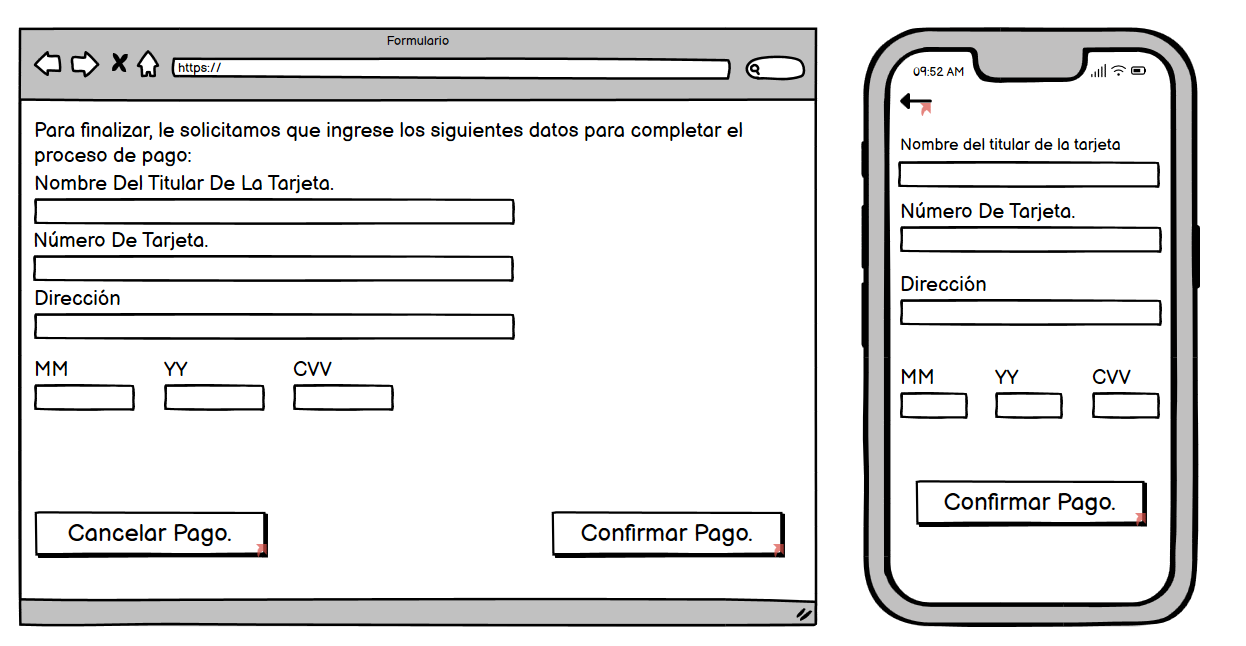 Formulario
https://
Para finalizar, le solicitamos que ingrese los siguientes datos para completar el
proceso de pago:
Nombre Del Titular De La Tarjeta.
Número De Tarjeta.
Dirección
MM YY CVV
Cancelar Pago. Confirmar Pago.
09:52 AM
Nombre del titular de la tarjeta
Número De Tarjeta.
Dirección
MM YY CVV
Confirmar Pago.